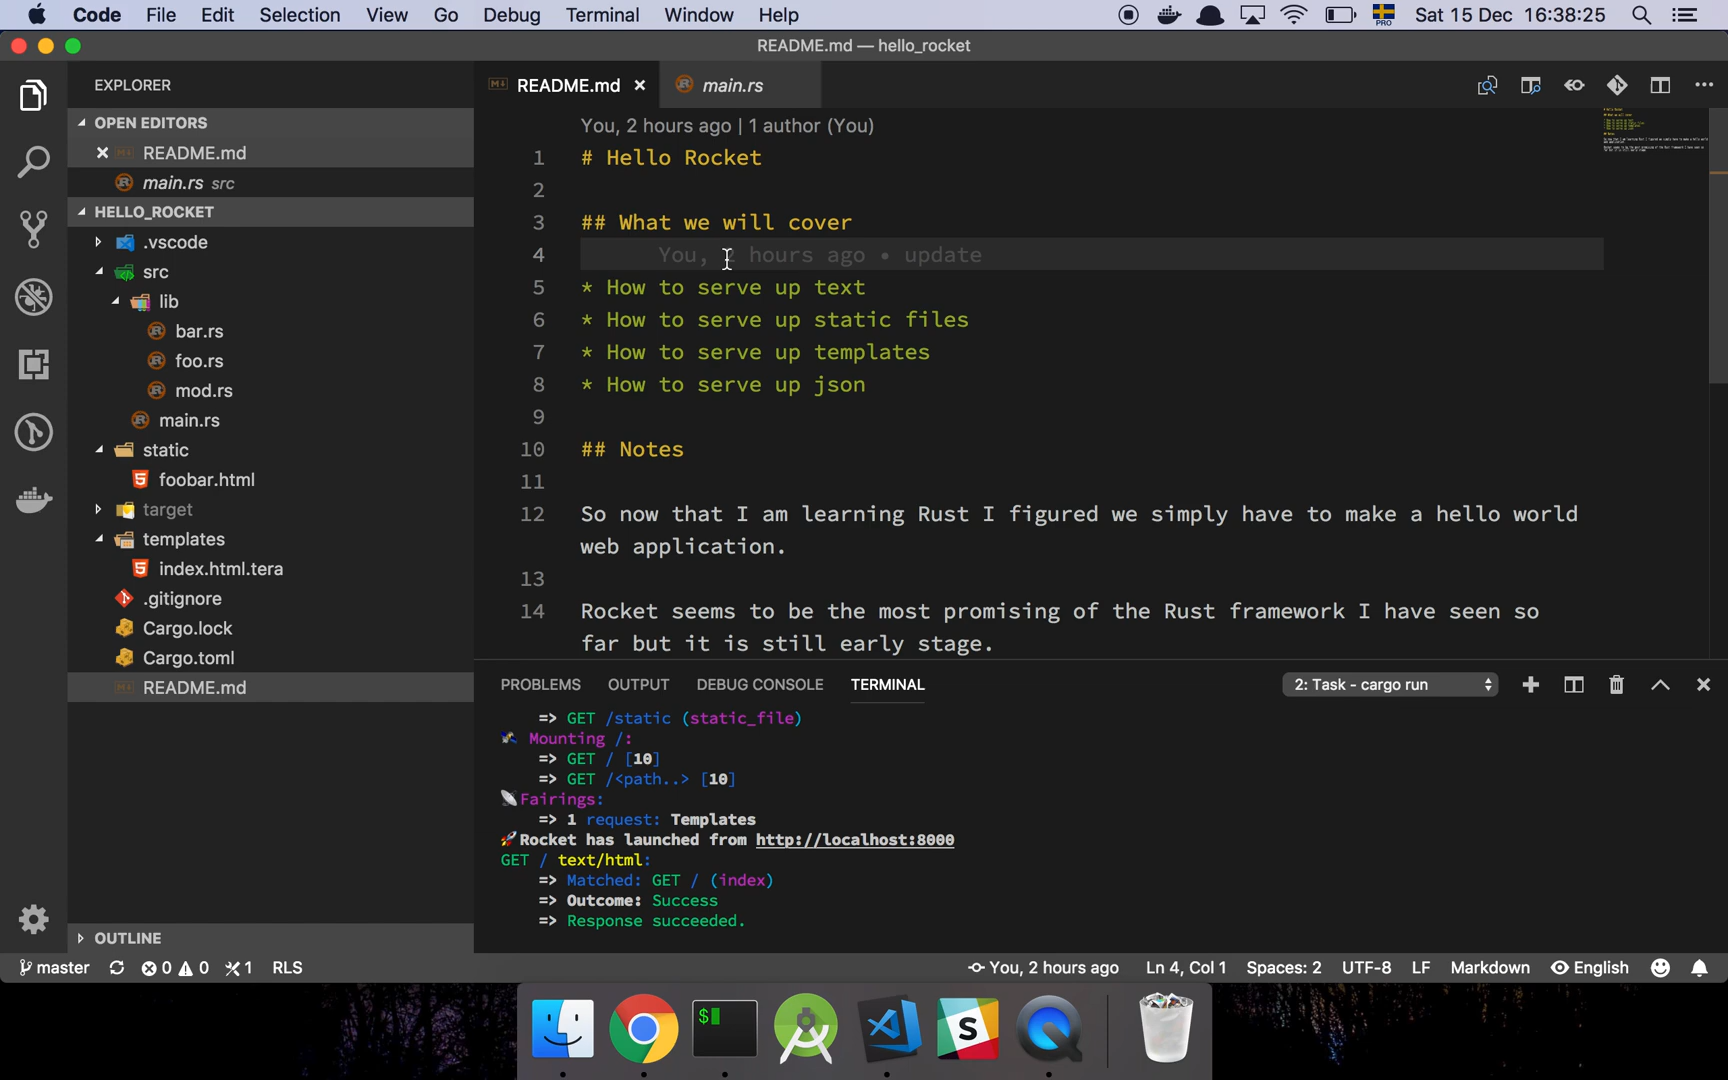 Code File Edit Selection View Go Debug Terminal Window Help PRO Sat 15 Dec 16:38:25
README.md — hello_rocket
EXPLORER
OPEN EDITORS
README.md
main.rs src
HELLO_ROCKET
.vscode
src
lib
bar.rs
foo.rs
mod.rs
main.rs
static
foobar.html
target
templates
index.html.tera
.gitignore
Cargo.lock
Cargo.toml
README.md
OUTLINE
README.md main.rs
You, 2 hours ago | 1 author (You)
1 # Hello Rocket
2
3 ## What we will cover
4 You, 2 hours ago • update
5 * How to serve up text
6 * How to serve up static files
7 * How to serve up templates
8 * How to serve up json
9
10 ## Notes
11
12 So now that I am learning Rust I figured we simply have to make a hello world
web application.
13
14 Rocket seems to be the most promising of the Rust framework I have seen so
far but it is still early stage.
PROBLEMS OUTPUT DEBUG CONSOLE TERMINAL 2: Task - cargo run
=> GET /static (static_file)
Mounting /:
=> GET / [10]
=> GET /<path..> [10]
Fairings:
=> 1 request: Templates
Rocket has launched from http://localhost:8000
GET / text/html:
=> Matched: GET / (index)
=> Outcome: Success
=> Response succeeded.
master 0 0 1 RLS You, 2 hours ago Ln 4, Col 1 Spaces: 2 UTF-8 LF Markdown English
$ S